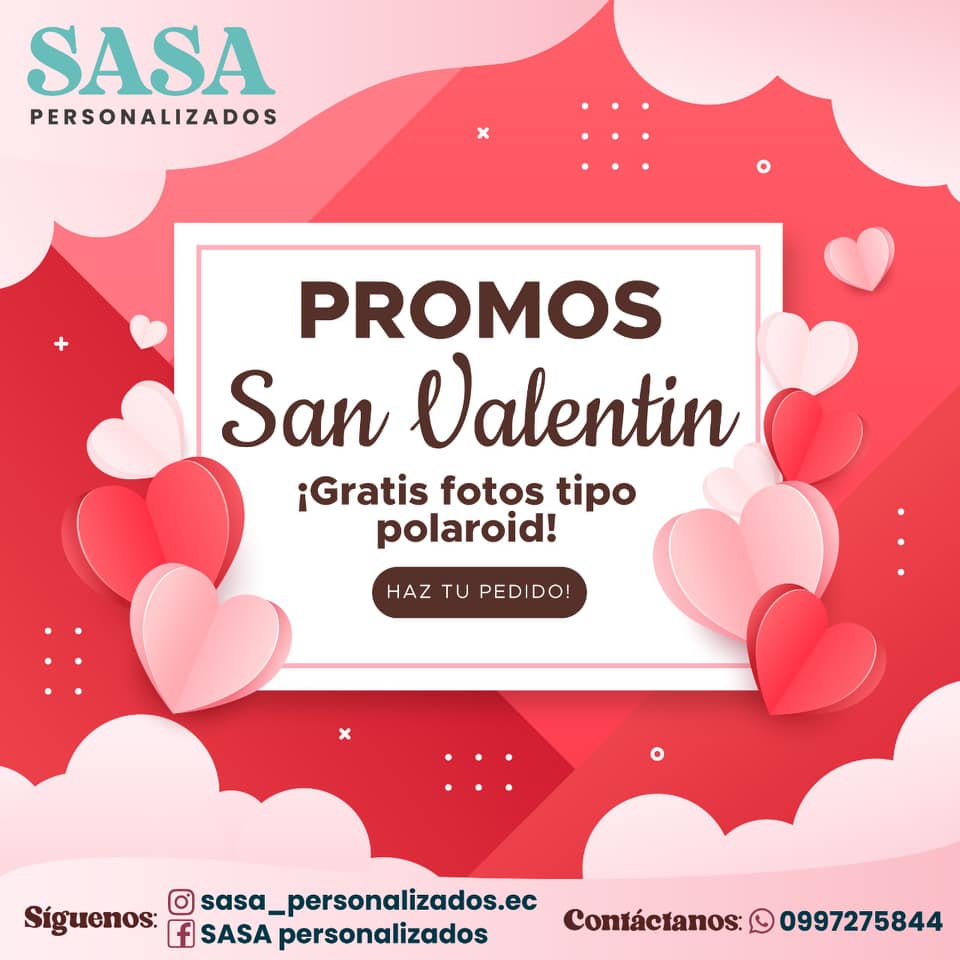 SASA
PERSONALIZADOS
PROMOS
San Valentin
¡Gratis fotos tipo
polaroid!
HAZ TU PEDIDO!
Síguenos: sasa_personalizados.ec
SASA personalizados
Contáctanos: 0997275844